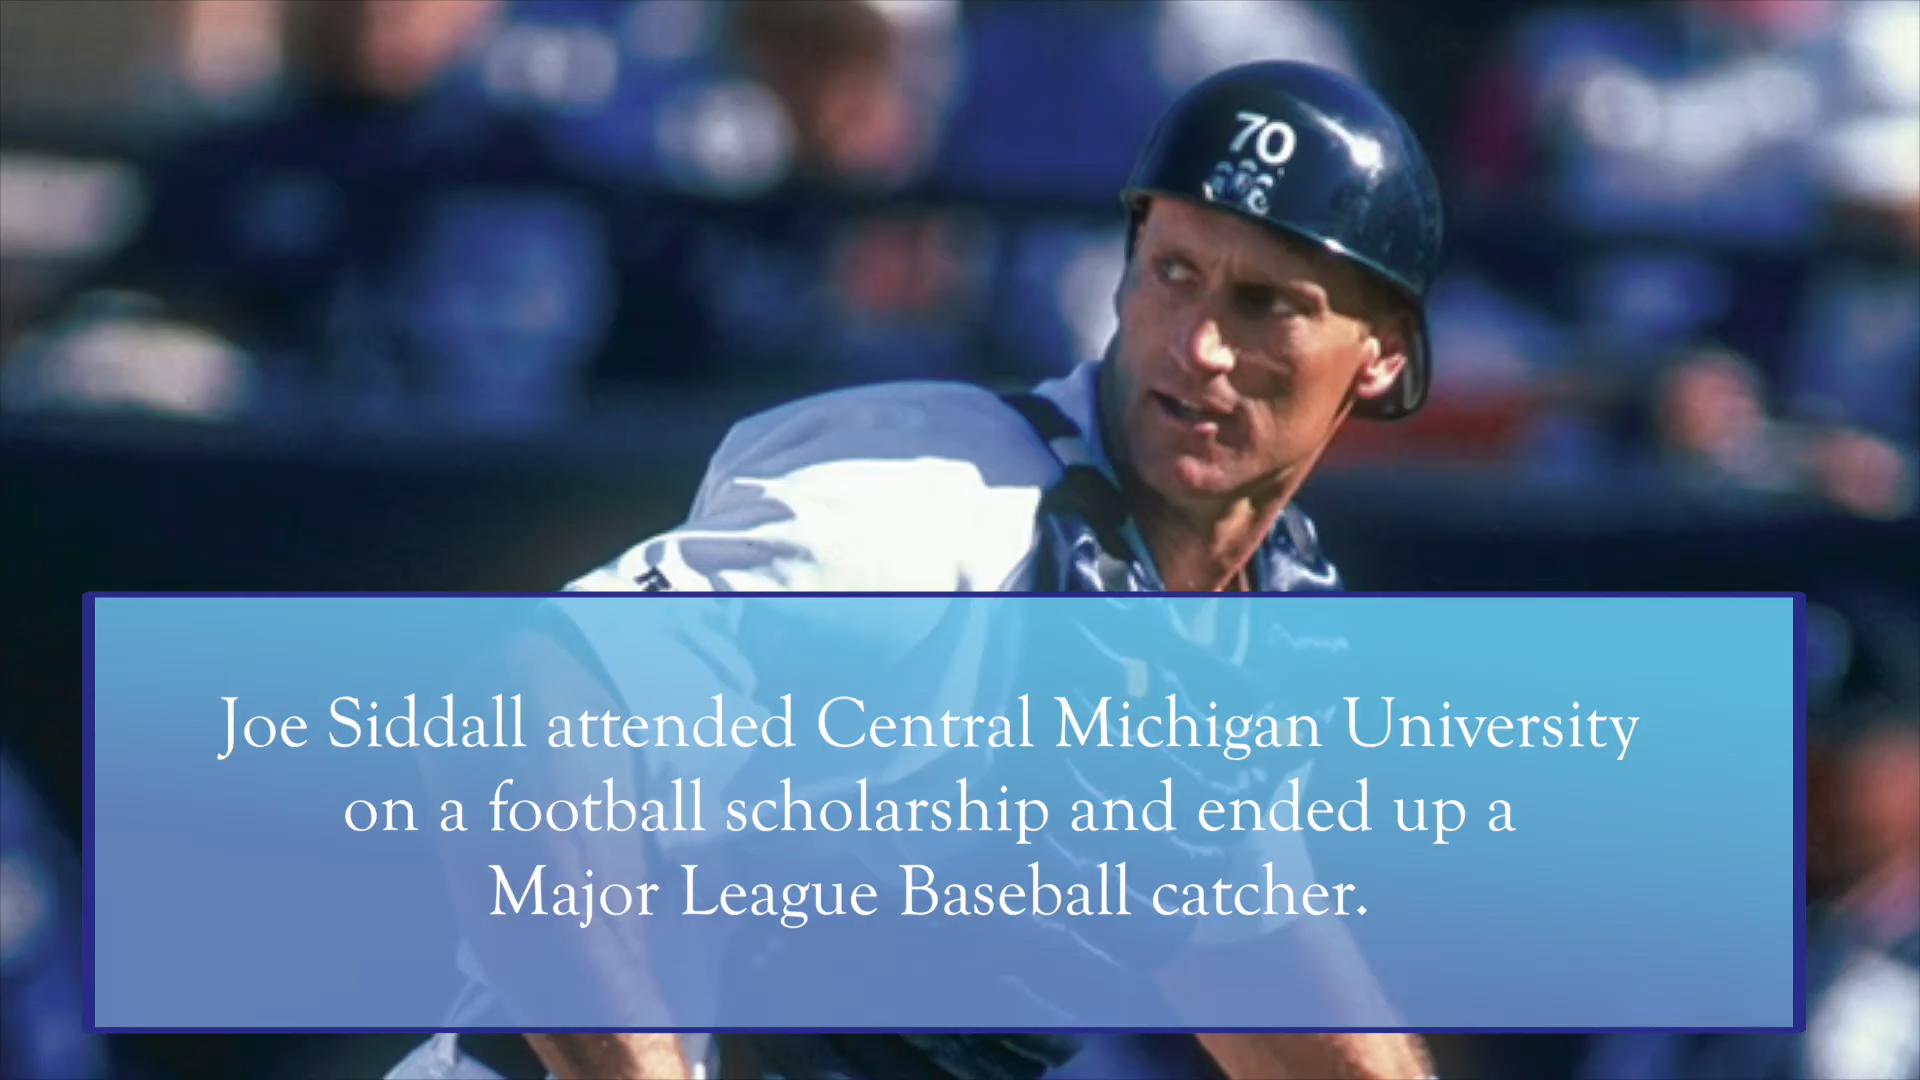 70
Joe Siddall attended Central Michigan University
on a football scholarship and ended up a
Major League Baseball catcher.